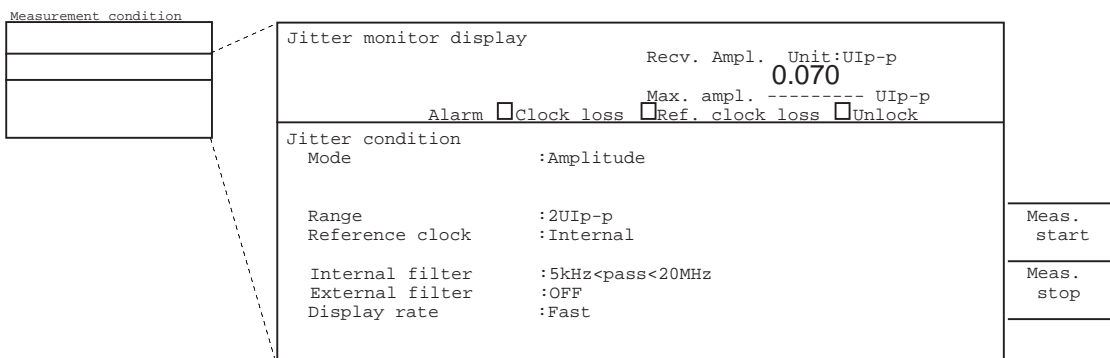 Measurement condition
Jitter monitor display
Recv. Ampl. Unit:UIp-p
0.070
Max. ampl. --------- UIp-p
Alarm □Clock loss □Ref. clock loss □Unlock
Jitter condition
Mode :Amplitude
Range :2UIp-p
Reference clock :Internal
Internal filter :5kHz<pass<20MHz
External filter :OFF
Display rate :Fast
Meas.
start
Meas.
stop